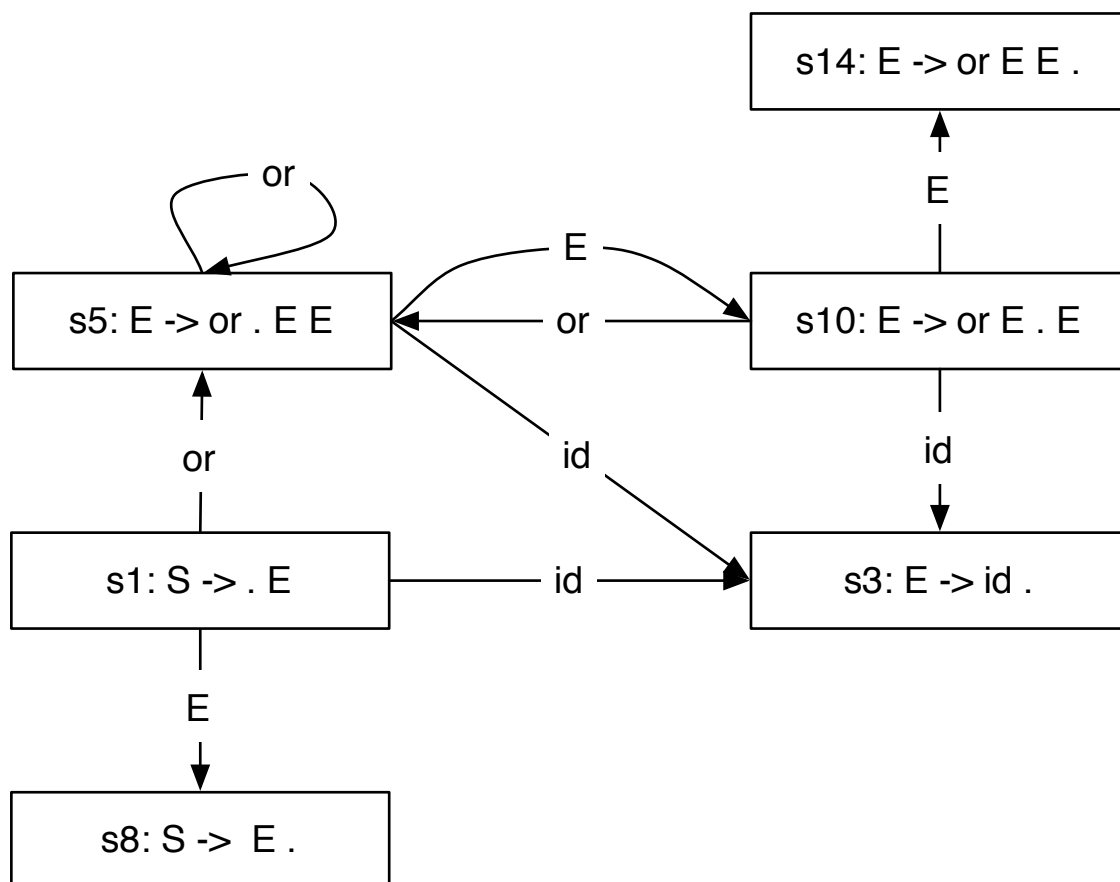 s14: E -> or E E .
or
E
E
s5: E -> or . E E
or
s10: E -> or E . E
id
id
or
s1: S -> . E
id
s3: E -> id .
E
s8: S -> E .